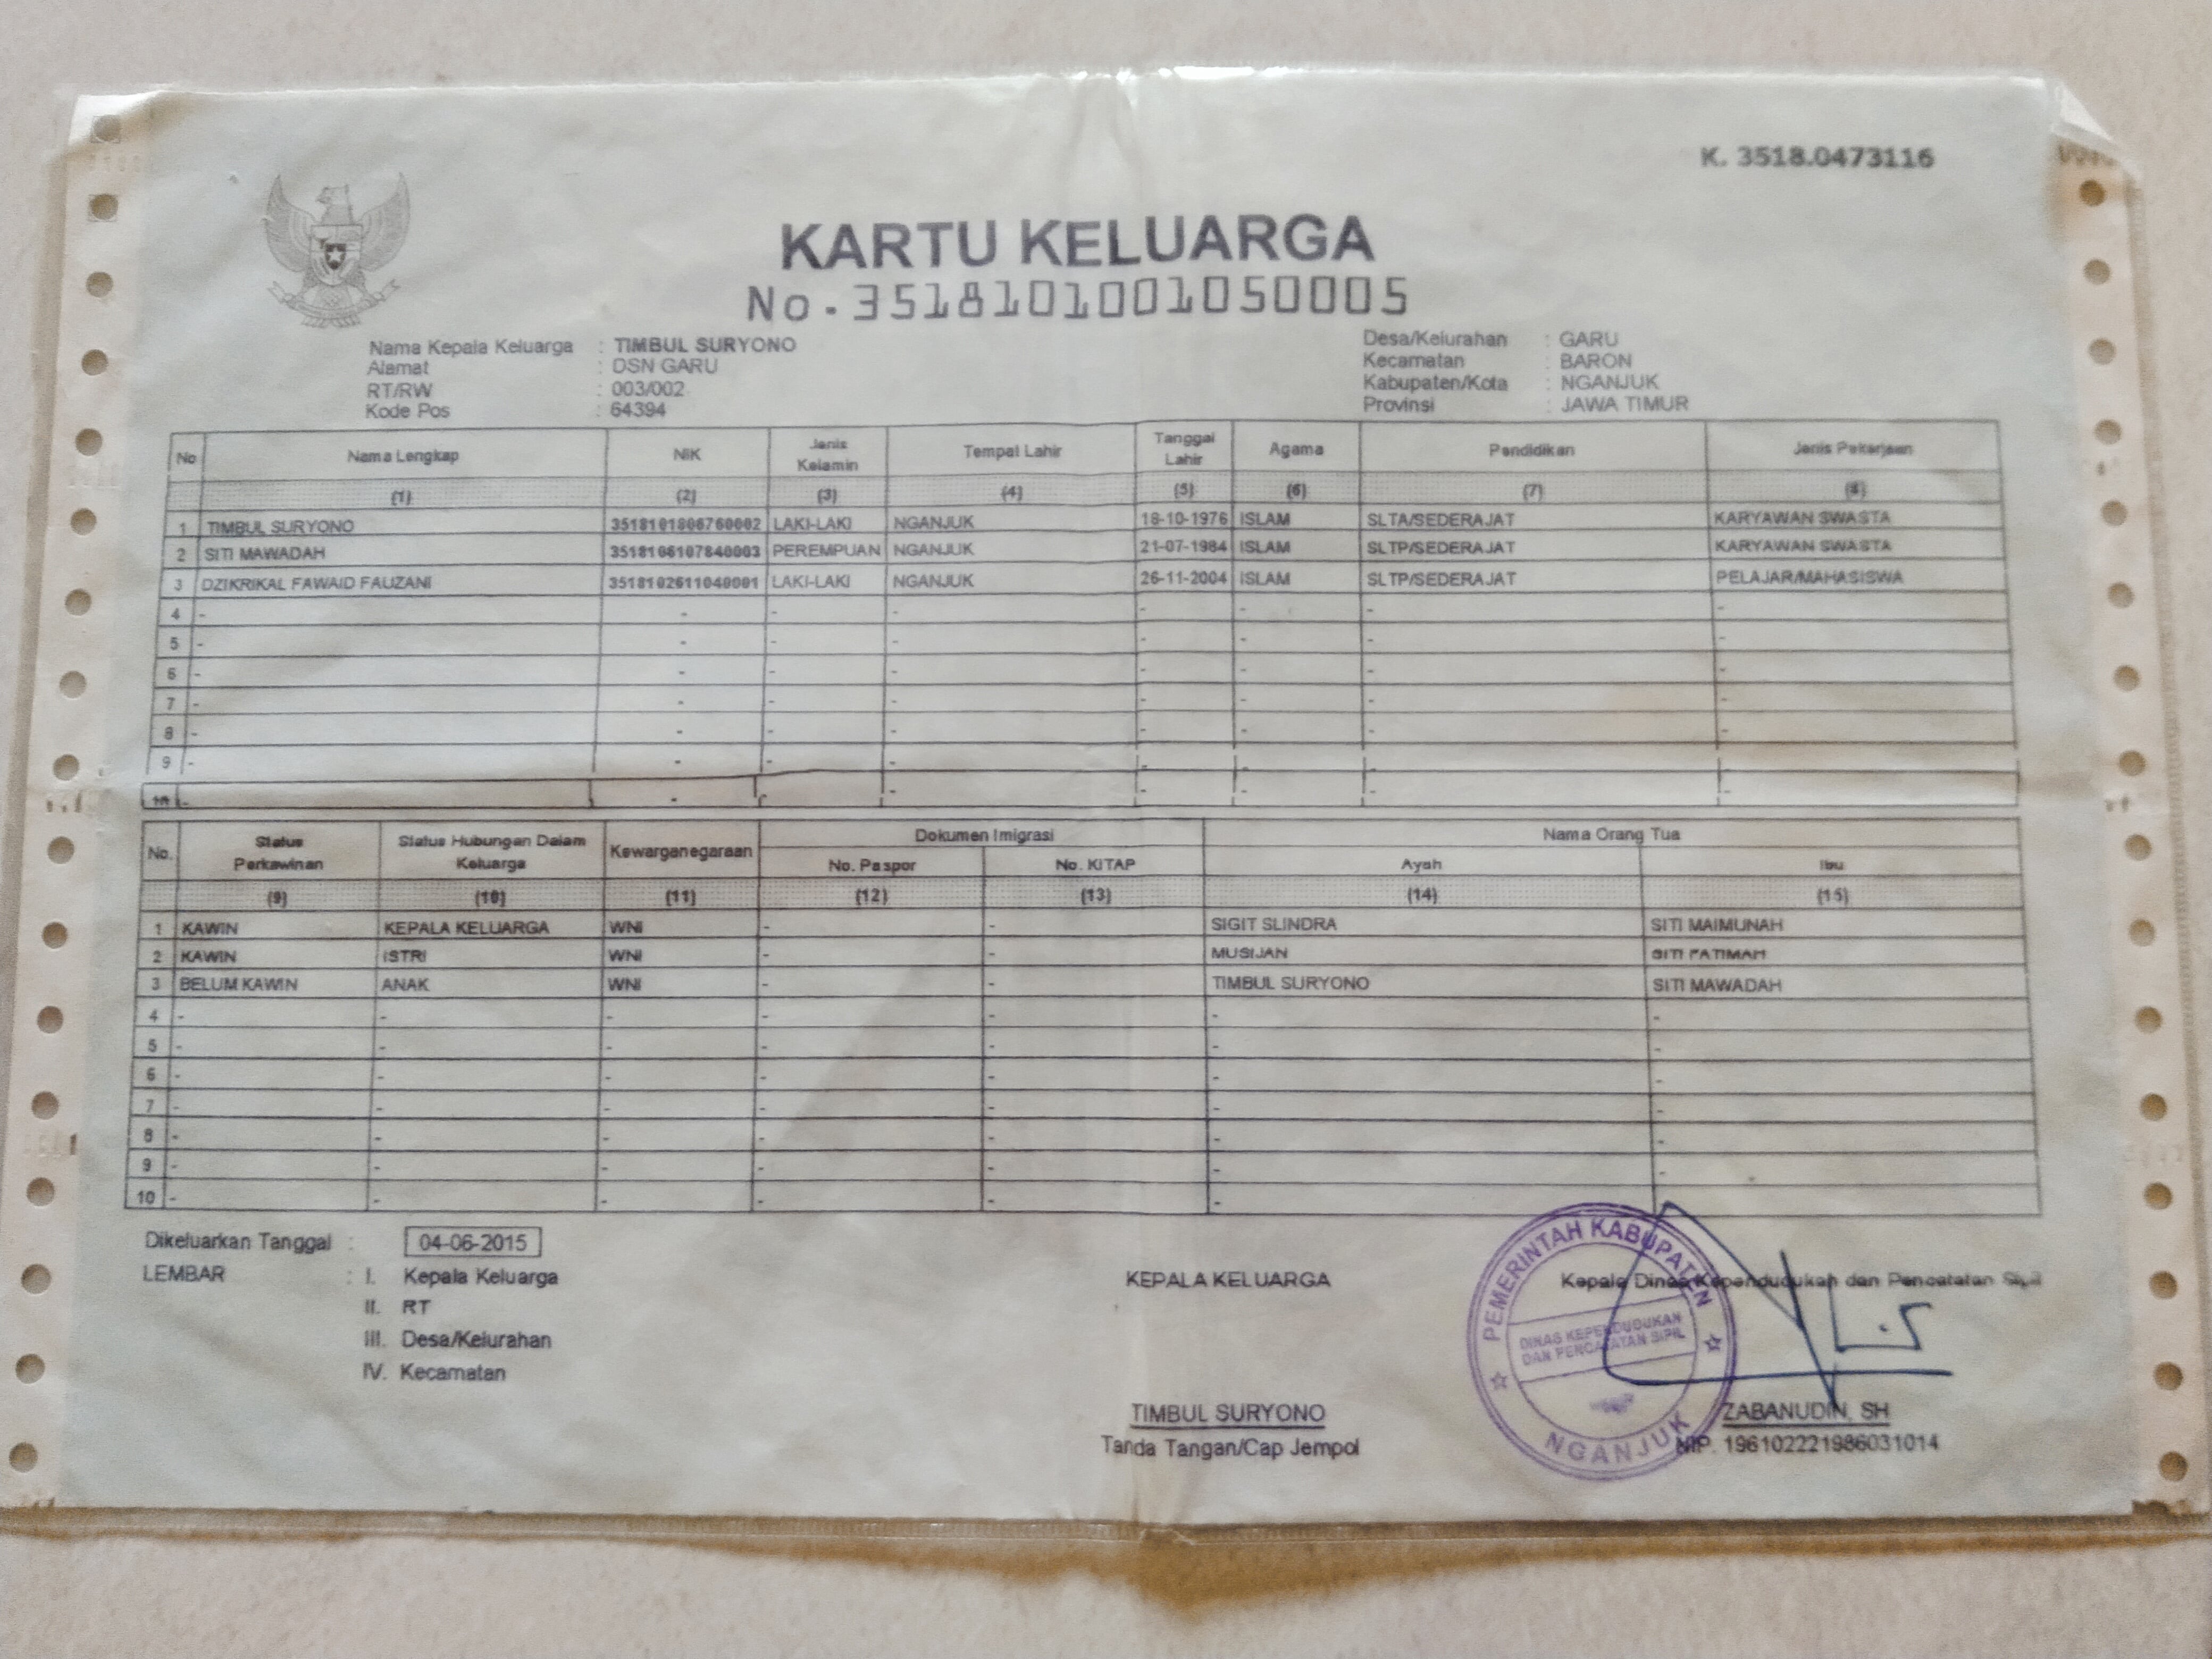 K. 3518.0473116
KARTU KELUARGA
No. 3518101001050005
Nama Kepala Keluarga : TIMBUL SURYONO
Alamat : DSN GARU
RT/RW : 003/002
Kode Pos : 64394
Desa/Kelurahan : GARU
Kecamatan : BARON
Kabupaten/Kota : NGANJUK
Provinsi : JAWA TIMUR
No Nama Lengkap NIK Jenis Kelamin Tempat Lahir Tanggal Lahir Agama Pendidikan Jenis Pekerjaan
(1) (2) (3) (4) (5) (6) (7) (8)
1 TIMBUL SURYONO 3518101806760002 LAKI-LAKI NGANJUK 18-10-1976 ISLAM SLTA/SEDERAJAT KARYAWAN SWASTA
2 SITI MAWADAH 3518106107840003 PEREMPUAN NGANJUK 21-07-1984 ISLAM SLTP/SEDERAJAT KARYAWAN SWASTA
3 DZIKRIKAL FAWAID FAUZANI 3518102611040001 LAKI-LAKI NGANJUK 26-11-2004 ISLAM SLTP/SEDERAJAT PELAJAR/MAHASISWA
4 - - - - - - - -
5 - - - - - - - -
6 - - - - - - - -
7 - - - - - - - -
8 - - - - - - - -
9 - - - - - - - -
10 - - - - - - - -
No. Status Perkawinan Status Hubungan Dalam Keluarga Kewarganegaraan Dokumen Imigrasi Nama Orang Tua
No. Paspor No. KITAP Ayah Ibu
(9) (10) (11) (12) (13) (14) (15)
1 KAWIN KEPALA KELUARGA WNI - - SIGIT SLINDRA SITI MAIMUNAH
2 KAWIN ISTRI WNI - - MUSIJAN SITI FATIMAH
3 BELUM KAWIN ANAK WNI - - TIMBUL SURYONO SITI MAWADAH
4 - - - - - - -
5 - - - - - - -
6 - - - - - - -
7 - - - - - - -
8 - - - - - - -
9 - - - - - - -
10 - - - - - - -
Dikeluarkan Tanggal : 04-06-2015
LEMBAR : I. Kepala Keluarga
II. RT
III. Desa/Kelurahan
IV. Kecamatan
KEPALA KELUARGA
TIMBUL SURYONO
Tanda Tangan/Cap Jempol
Kepala Dinas Kependudukan dan Pencatatan Sipil
PEMERINTAH KABUPATEN
DINAS KEPENDUDUKAN
DAN PENCATATAN SIPIL
NGANJUK
ZABANUDIN, SH
NIP. 196102221986031014